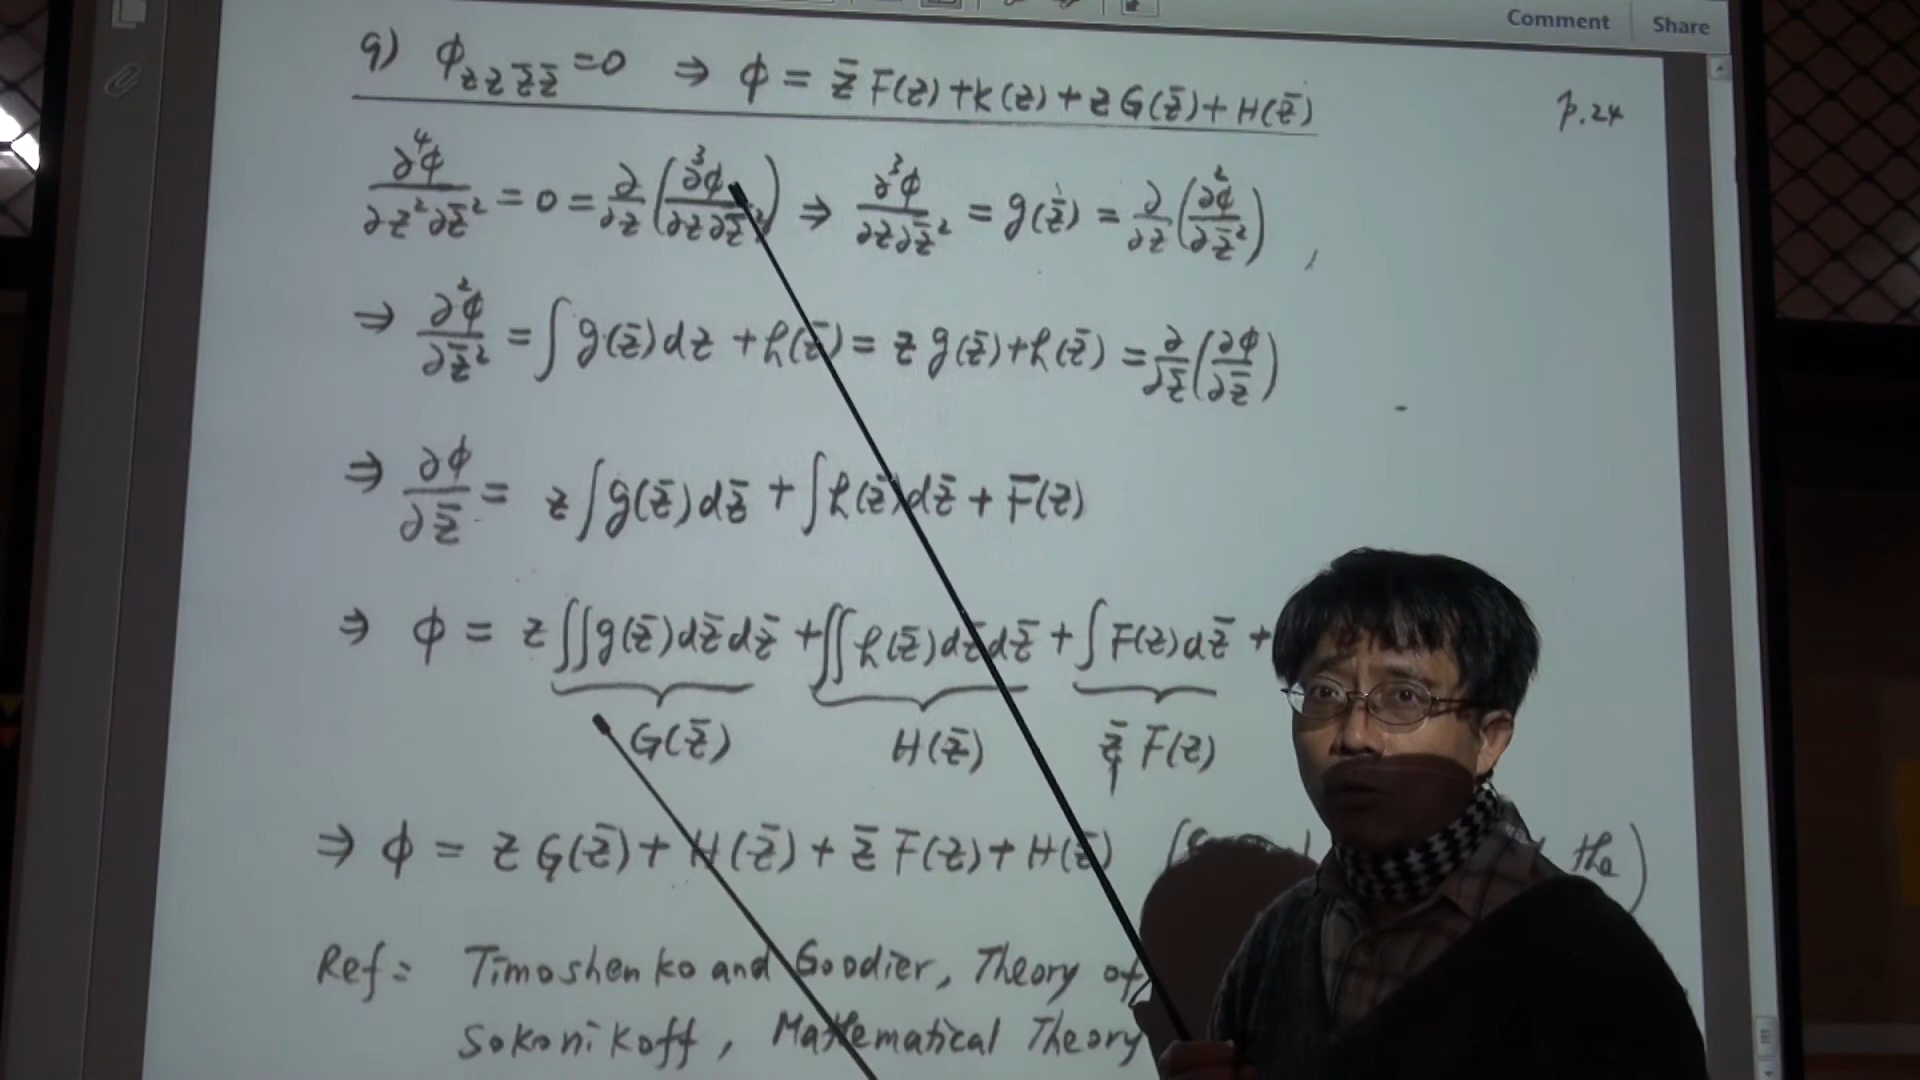 Comment Share
9) ϕ_{zz z̄z̄} = 0 ⇒ ϕ = z̄ F(z) + K(z) + z G(z̄) + H(z̄)
p.24
∂⁴ϕ/∂z²∂z̄² = 0 = ∂/∂z (∂³ϕ/∂z∂z̄²) ⇒ ∂³ϕ/∂z∂z̄² = g(z̄) = ∂/∂z (∂²ϕ/∂z̄²) ,
⇒ ∂²ϕ/∂z̄² = ∫ g(z̄) dz + h(z̄) = z g(z̄) + h(z̄) = ∂/∂z̄ (∂ϕ/∂z̄)
⇒ ∂ϕ/∂z̄ = z ∫ g(z̄) dz̄ + ∫ h(z̄) dz̄ + F(z)
⇒ ϕ = z ∫∫ g(z̄) dz̄ dz̄ + ∫∫ h(z̄) dz̄ dz̄ + ∫ F(z) dz̄ +
G(z̄) H(z̄) z̄ F(z)
⇒ ϕ = z G(z̄) + H(z̄) + z̄ F(z) + H(z̄) ( the )
Ref: Timoshenko and Goodier, Theory of
Sokonikoff, Mathematical Theory